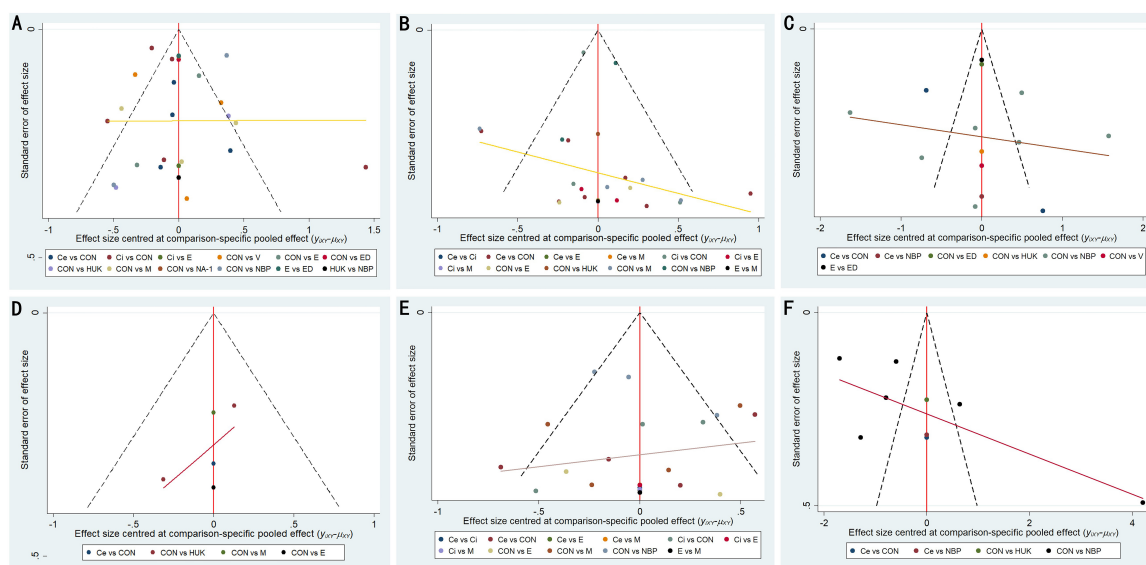 A
Standard error of effect size
0
.5
-1
-.5
0
.5
1
1.5
Effect size centred at comparison-specific pooled effect (yiXY-μXY)
Ce vs CON Ci vs CON Ci vs E CON vs V CON vs E CON vs ED
CON vs HUK CON vs M CON vs NA-1 CON vs NBP E vs ED HUK vs NBP
B
Standard error of effect size
0
-1
-.5
0
.5
1
Effect size centred at comparison-specific pooled effect (yiXY-μXY)
Ce vs Ci Ce vs CON Ce vs E Ce vs M Ci vs CON Ci vs E
Ci vs M CON vs E CON vs HUK CON vs M CON vs NBP E vs M
C
Standard error of effect size
0
-2
-1
0
1
2
Effect size centred at comparison-specific pooled effect (yiXY-μXY)
Ce vs CON Ce vs NBP CON vs ED CON vs HUK CON vs NBP CON vs V
E vs ED
D
Standard error of effect size
0
.5
-1
-.5
0
.5
1
Effect size centred at comparison-specific pooled effect (yiXY-μXY)
Ce vs CON CON vs HUK CON vs M CON vs E
E
Standard error of effect size
0
-1
-.5
0
.5
Effect size centred at comparison-specific pooled effect (yiXY-μXY)
Ce vs Ci Ce vs CON Ce vs E Ce vs M Ci vs CON Ci vs E
Ci vs M CON vs E CON vs M CON vs NBP E vs M
F
Standard error of effect size
0
.5
-2
0
2
4
Effect size centred at comparison-specific pooled effect (yiXY-μXY)
Ce vs CON Ce vs NBP CON vs HUK CON vs NBP